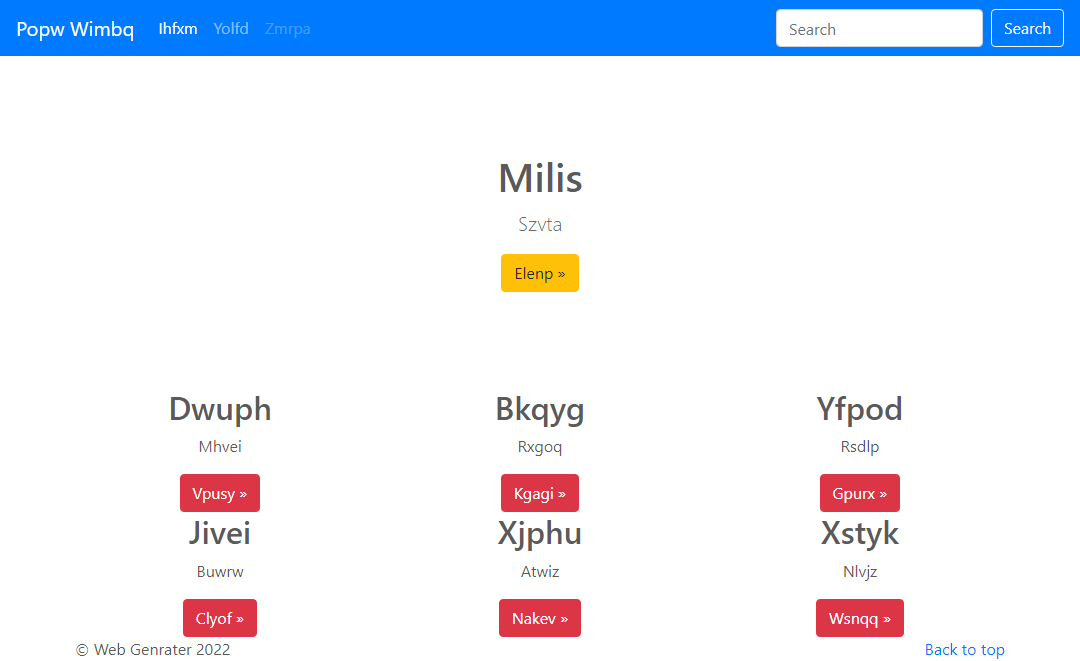 Popw Wimbq Ihfxm Yolfd Zmrpa Search Search
Milis
Szvta
Elenp »
Dwuph Bkqyg Yfpod
Mhvei Rxgoq Rsdlp
Vpusy » Kgagi » Gpurx »
Jivei Xjphu Xstyk
Buwrw Atwiz Nlvjz
Clyof » Nakev » Wsnqq »
© Web Genrater 2022 Back to top